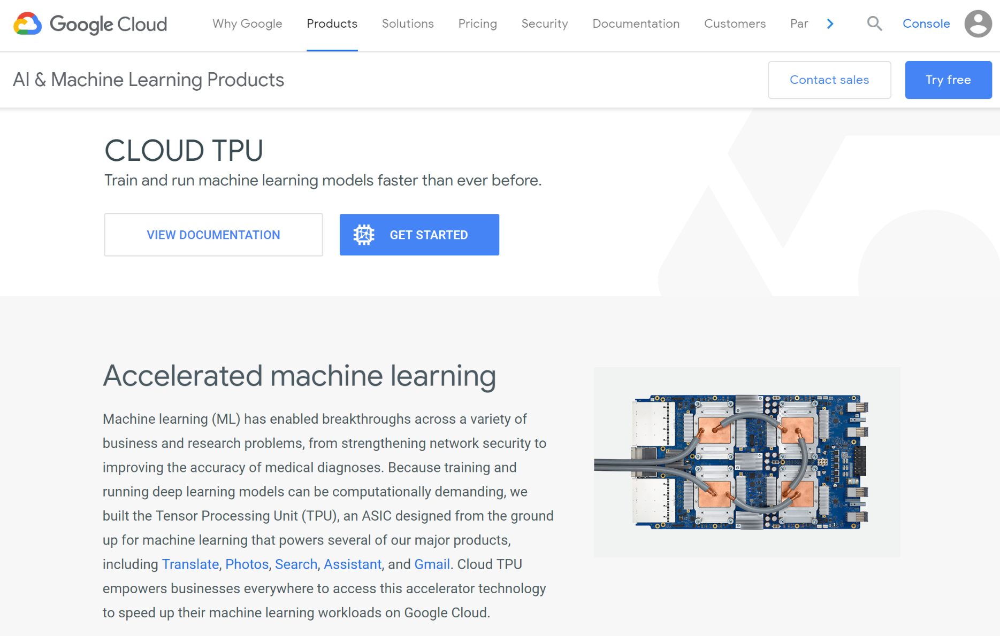 Google Cloud
Why Google
Products
Solutions
Pricing
Security
Documentation
Customers
Par
Console
AI & Machine Learning Products
Contact sales
Try free
CLOUD TPU
Train and run machine learning models faster than ever before.
VIEW DOCUMENTATION
GET STARTED
Accelerated machine learning
Machine learning (ML) has enabled breakthroughs across a variety of
business and research problems, from strengthening network security to
improving the accuracy of medical diagnoses. Because training and
running deep learning models can be computationally demanding, we
built the Tensor Processing Unit (TPU), an ASIC designed from the ground
up for machine learning that powers several of our major products,
including Translate, Photos, Search, Assistant, and Gmail. Cloud TPU
empowers businesses everywhere to access this accelerator technology
to speed up their machine learning workloads on Google Cloud.